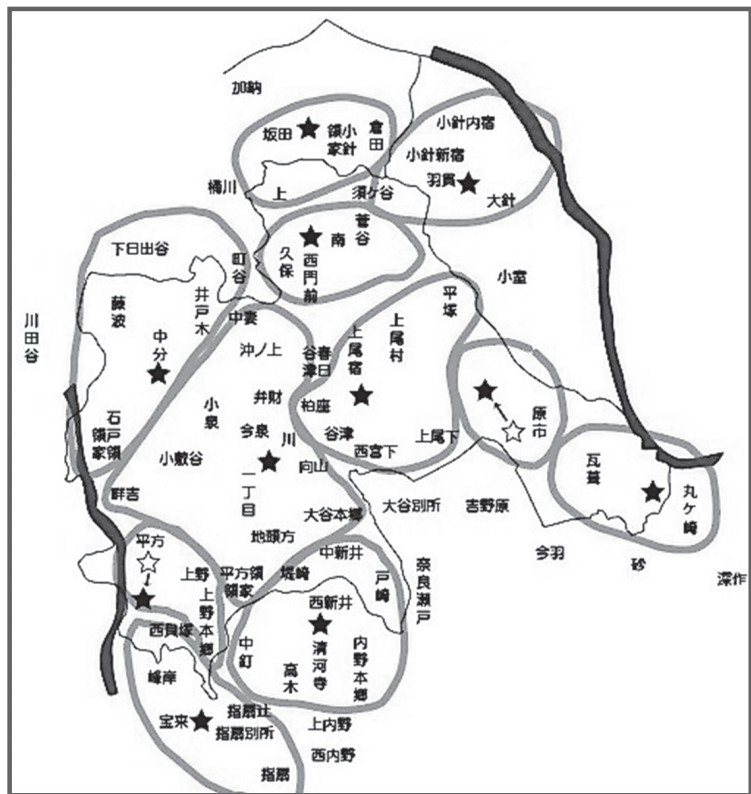 加納
坂田
領家
小針
倉田
小針内宿
小針新宿
羽貫
大針
桶川
上
須ケ谷
菅谷
南
久保
西門前
下日出谷
町谷
小室
藤波
井戸木
中妻
平塚
川田谷
中分
沖ノ上
春日
谷津
上尾宿
上尾村
石戸領
領家
小泉
弁財
柏座
原市
今泉
川
谷津
西宮下
上尾下
小敷谷
向山
瓦葺
丸ケ崎
畔吉
一丁目
大谷本郷
大谷別所
吉野原
地頭方
今羽
砂
深作
平方
上野
平方領
領家
堤崎
中新井
戸崎
奈良瀬戸
上野本郷
西貝塚
西新井
中釘
清河寺
高木
内野本郷
峰岸
宝来
指扇辻
指扇別所
上内野
西内野
指扇